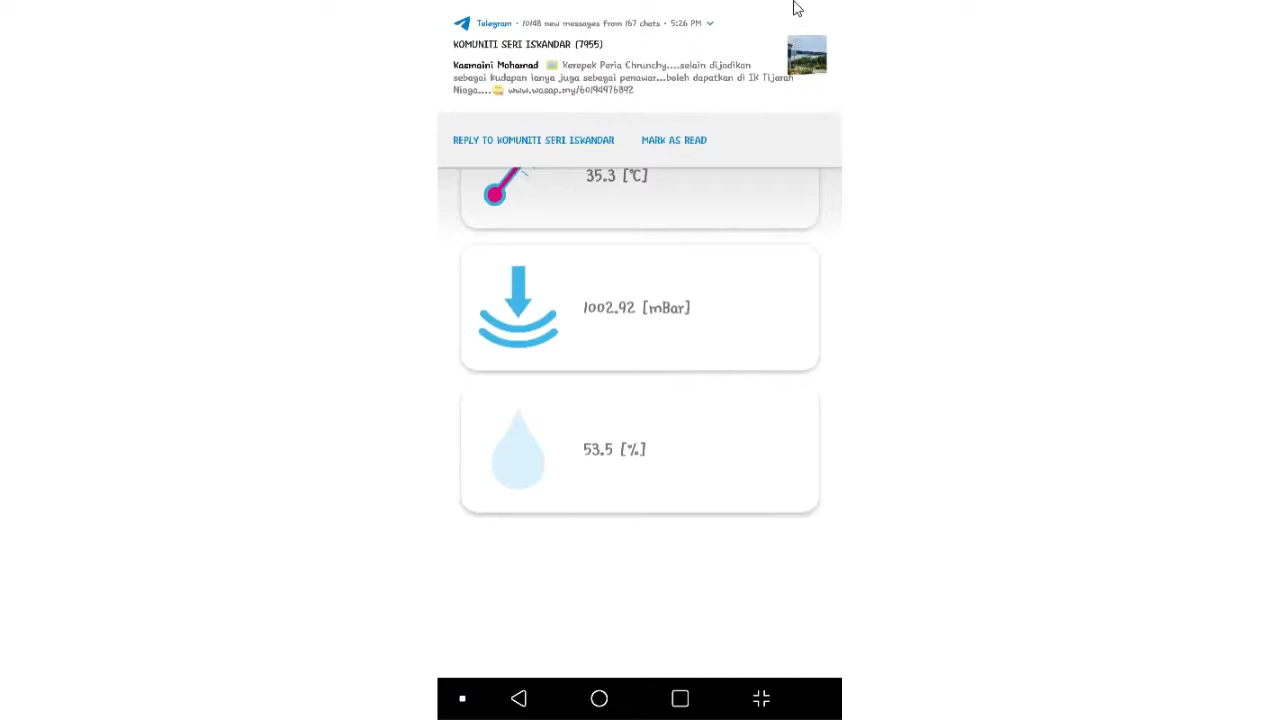 Telegram • 10148 new messages from 167 chats • 5:26 PM
KOMUNITI SERI ISKANDAR (7955)
Kasmaini Mohamad 🖼 Kerepek Peria Chrunchy....selain dijadikan
sebagai kudapan ianya juga sebagai penawar...boleh dapatkan di IK Tijarah
Niaga....😋 www.wasap.my/60194976892
REPLY TO KOMUNITI SERI ISKANDAR MARK AS READ
35.3 [℃]
1002.92 [mBar]
53.5 [%]